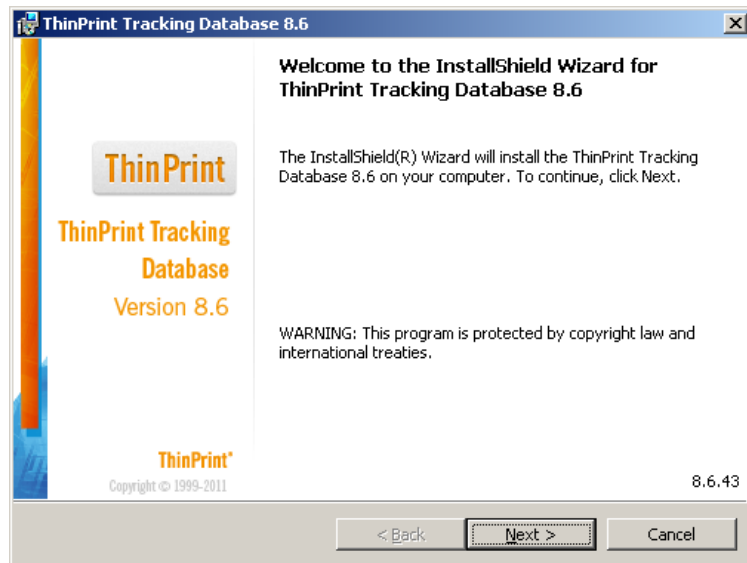 ThinPrint Tracking Database 8.6
Welcome to the InstallShield Wizard for
ThinPrint Tracking Database 8.6
The InstallShield(R) Wizard will install the ThinPrint Tracking
Database 8.6 on your computer. To continue, click Next.
ThinPrint
ThinPrint Tracking
Database
Version 8.6
WARNING: This program is protected by copyright law and
international treaties.
ThinPrint®
Copyright © 1999-2011
8.6.43
< Back
Next >
Cancel